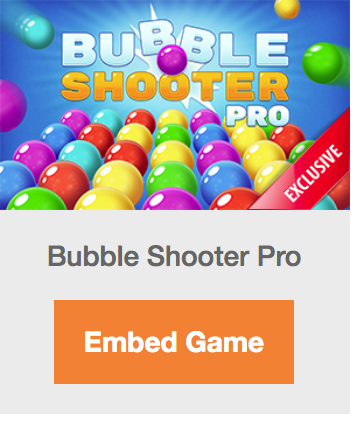 BUBBLE
SHOOTER
PRO
EXCLUSIVE
Bubble Shooter Pro
Embed Game